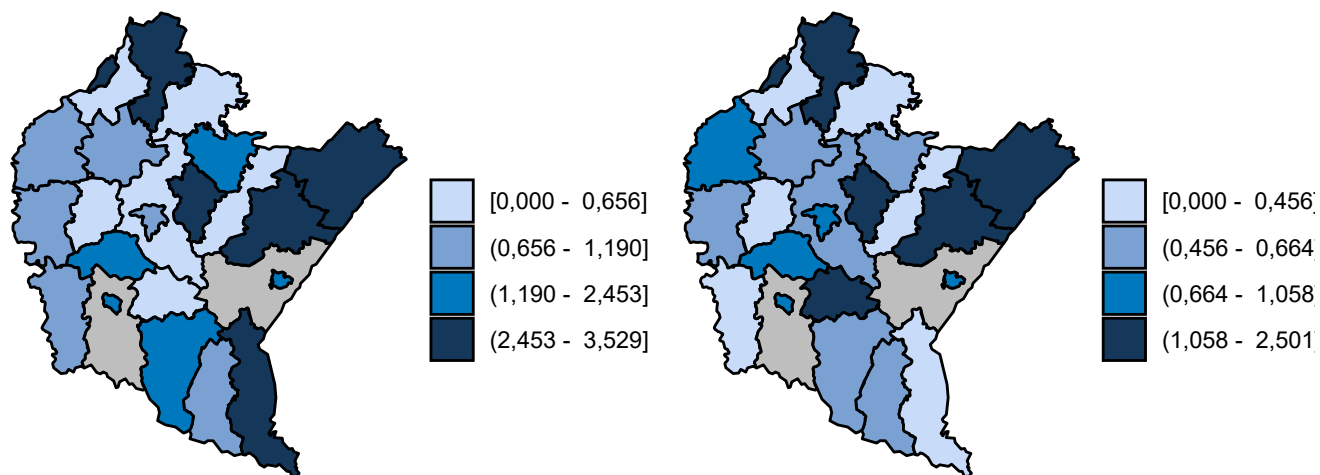 [0,000 - 0,656]
(0,656 - 1,190]
(1,190 - 2,453]
(2,453 - 3,529]
[0,000 - 0,456]
(0,456 - 0,664]
(0,664 - 1,058]
(1,058 - 2,501]